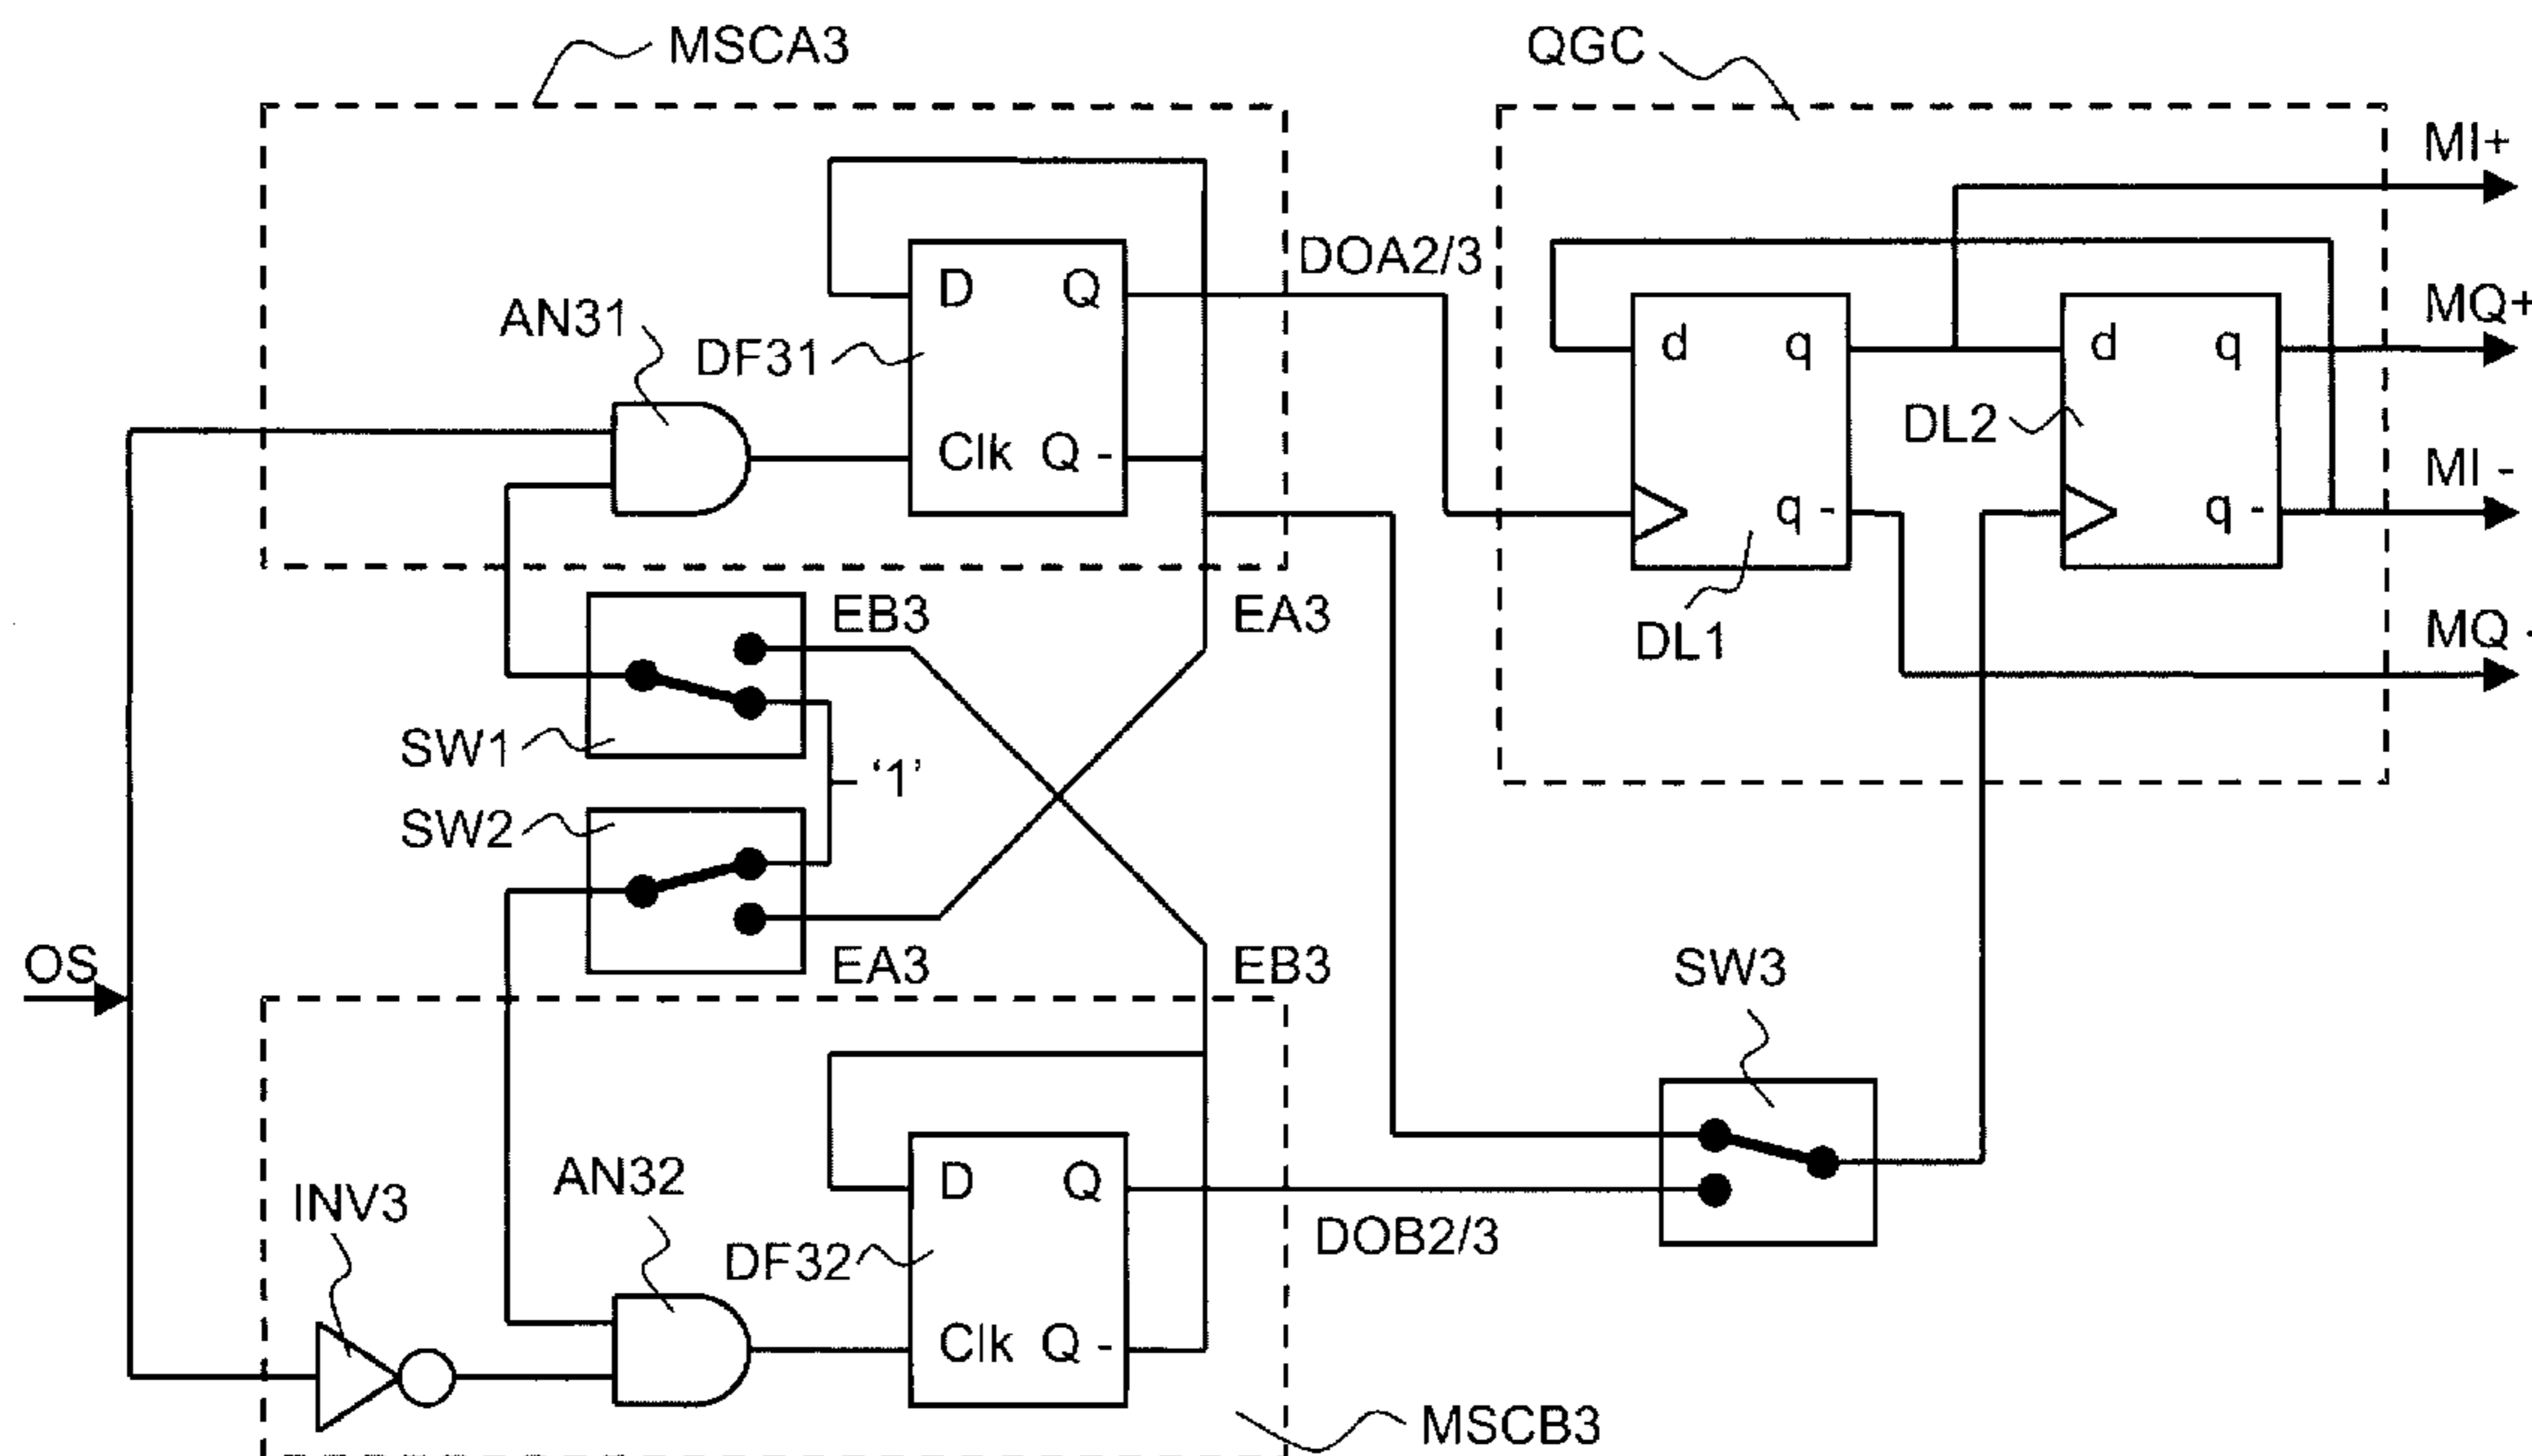 MSCA3
QGC
MI+
DOA2/3
MQ+
AN31
DF31
D
Q
Clk
Q -
d
q
q -
DL1
DL2
d
q
q -
MI -
MQ -
EB3
EA3
SW1
'1'
SW2
EA3
EB3
OS
SW3
INV3
AN32
DF32
D
Q
Clk
Q -
DOB2/3
MSCB3